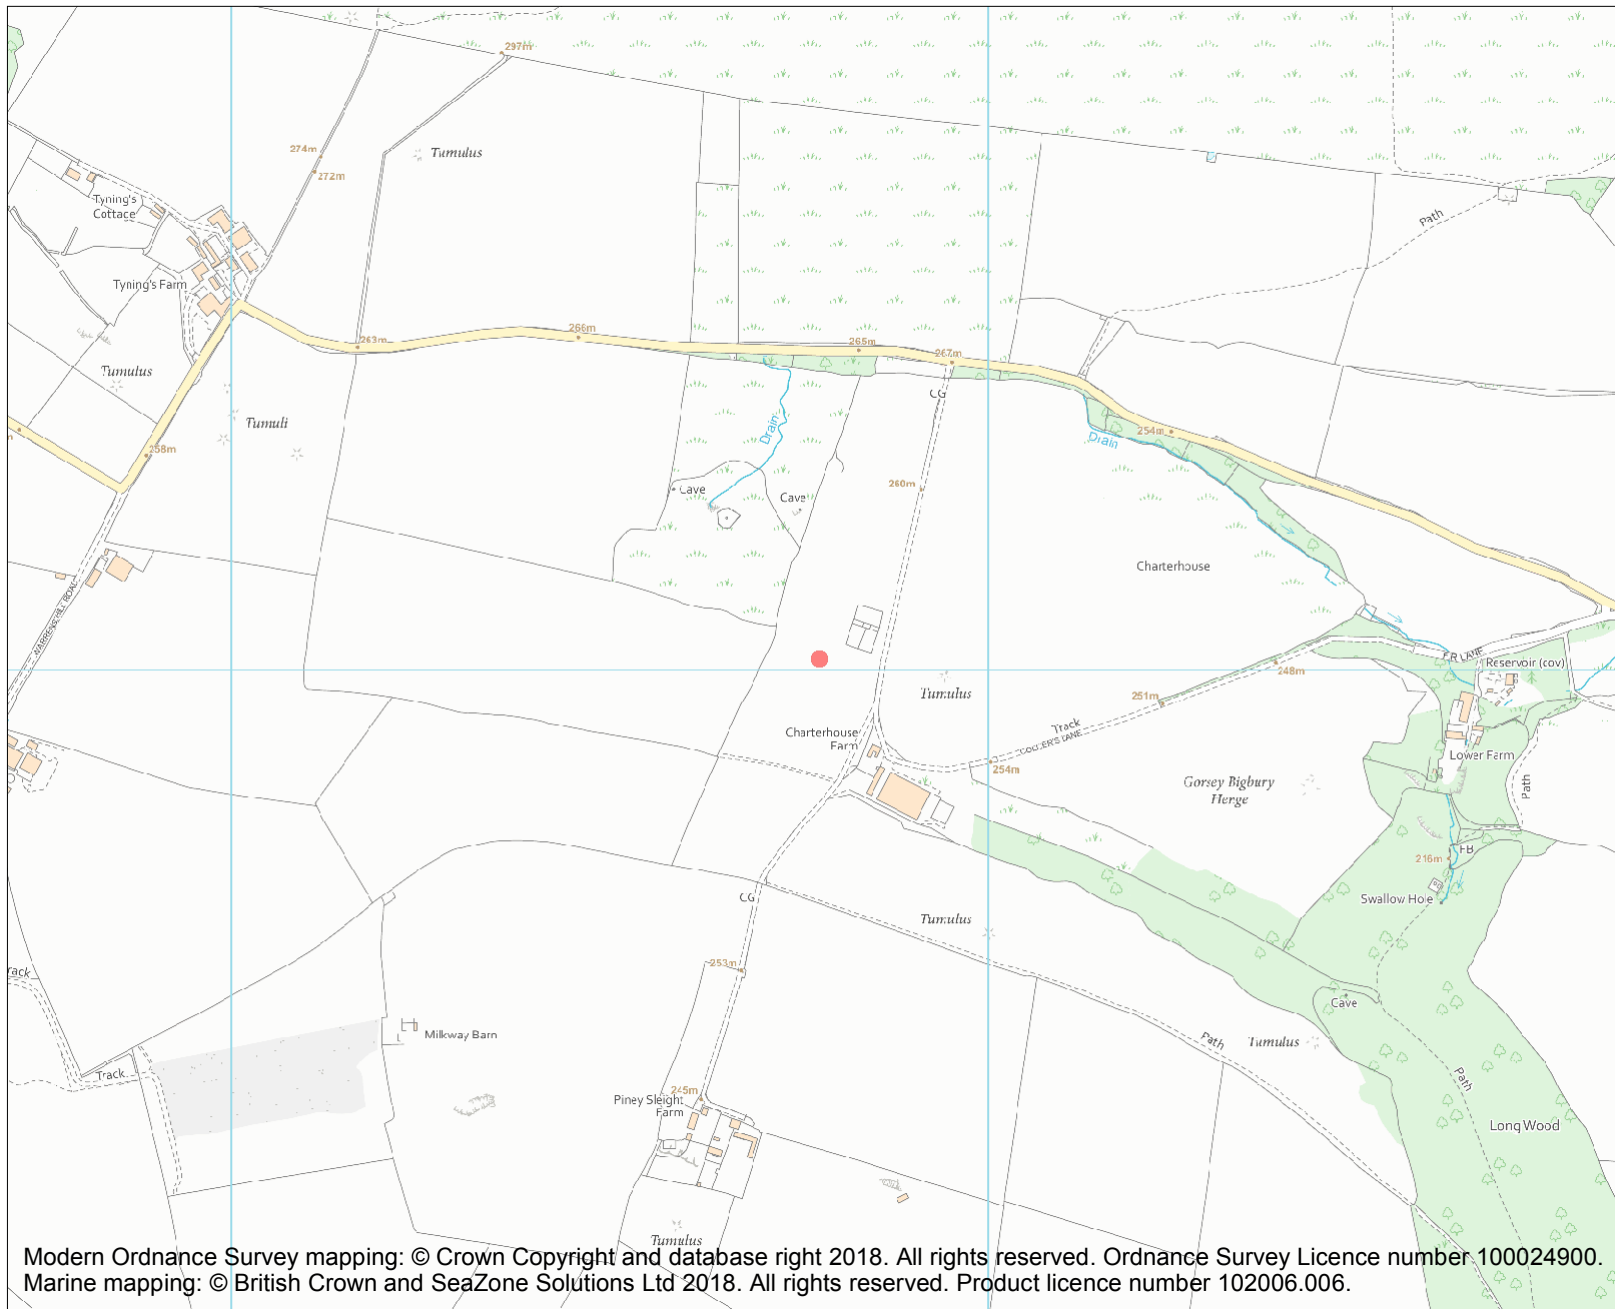 297m
274m
Tumulus
272m
Tyning's
Cottage
Path
Tyning's Farm
263m
266m
265m
267m
Tumulus
CG
Tumuli
Drain
254m
Drain
258m
Cave
Cave
260m
Charterhouse
WARRENS HILL ROAD
LANE
Reservoir (cov)
248m
Tumulus
251m
Track
LANE
Charterhouse
Farm
254m
Lower Farm
Gorsey Bigbury
Henge
Path
FB
216m
CG
Swallow Hole
Tumulus
253m
Track
Cave
Milkway Barn
Path
Tumulus
Track
Path
245m
Piney Sleight
Farm
Long Wood
Tumulus
Modern Ordnance Survey mapping: © Crown Copyright and database right 2018. All rights reserved. Ordnance Survey Licence number 100024900.
Marine mapping: © British Crown and SeaZone Solutions Ltd 2018. All rights reserved. Product licence number 102006.006.